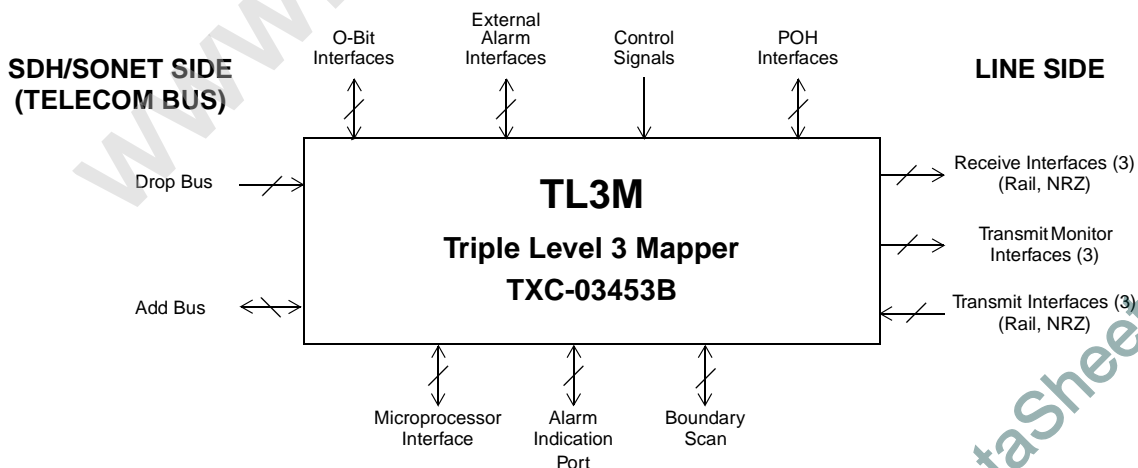 O-Bit
Interfaces
External
Alarm
Interfaces
Control
Signals
POH
Interfaces
SDH/SONET SIDE
(TELECOM BUS)
LINE SIDE
Drop Bus
Add Bus
TL3M
Triple Level 3 Mapper
TXC-03453B
Receive Interfaces (3)
(Rail, NRZ)
Transmit Monitor
Interfaces (3)
Transmit Interfaces (3)
(Rail, NRZ)
Microprocessor
Interface
Alarm
Indication
Port
Boundary
Scan
www.
taSheet